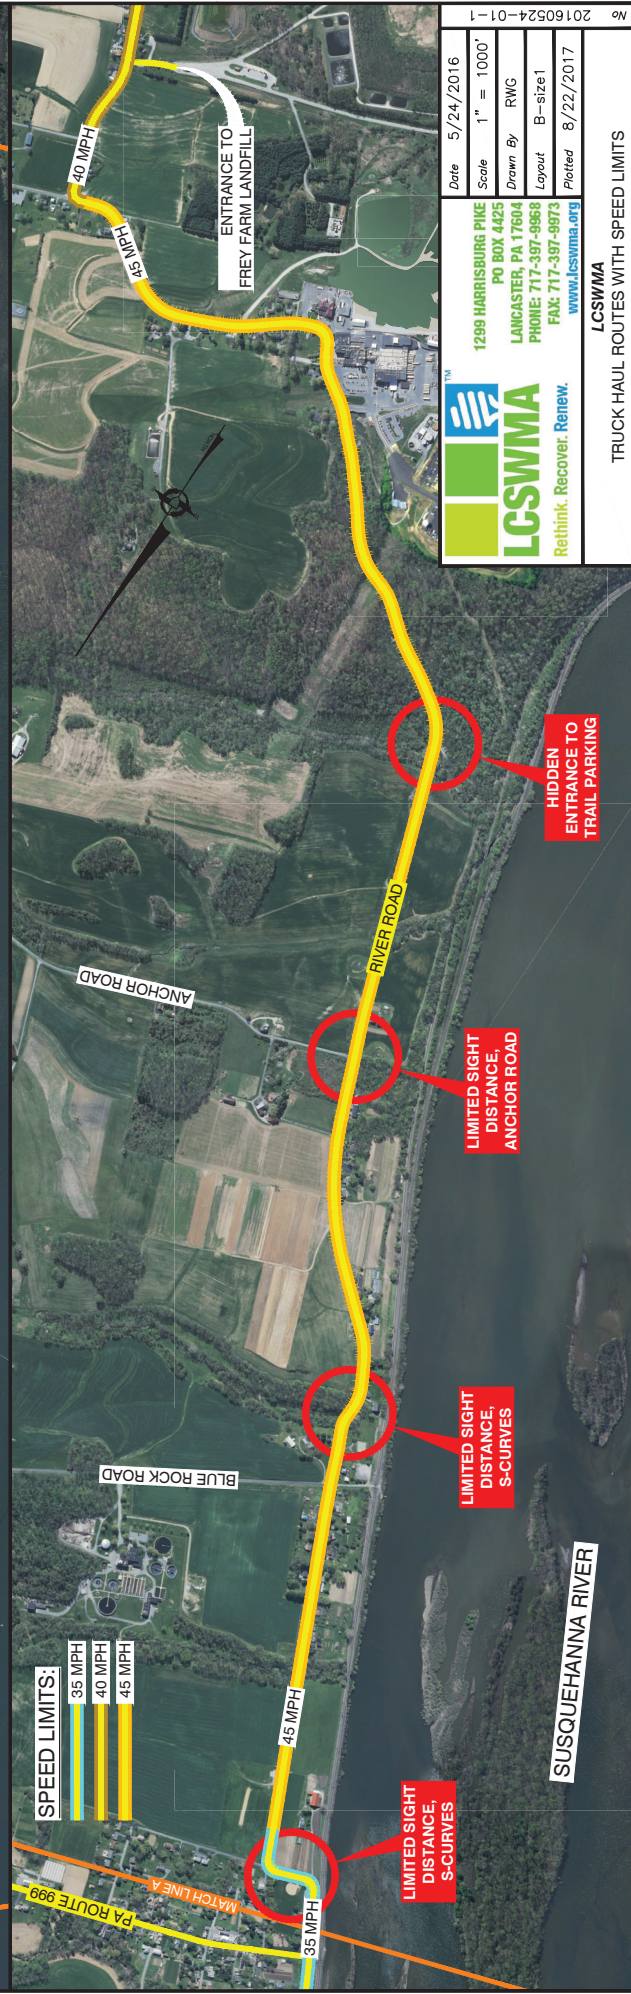 SPEED LIMITS:
35 MPH
40 MPH
45 MPH
PA ROUTE 999
MATCH LINE A
35 MPH
LIMITED SIGHT
DISTANCE,
S-CURVES
45 MPH
SUSQUEHANNA RIVER
BLUE ROCK ROAD
LIMITED SIGHT
DISTANCE,
S-CURVES
LIMITED SIGHT
DISTANCE,
ANCHOR ROAD
ANCHOR ROAD
RIVER ROAD
HIDDEN
ENTRANCE TO
TRAIL PARKING
45 MPH
40 MPH
ENTRANCE TO
FREY FARM LANDFILL
LCSWMA
TM
Rethink. Recover. Renew.
1299 HARRISBURG PIKE
PO BOX 4425
LANCASTER, PA 17604
PHONE: 717-397-9968
FAX: 717-397-9973
www.lcswma.org
Date 5/24/2016
Scale 1" = 1000'
Drawn By RWG
Layout B-size1
Plotted 8/22/2017
LCSWMA
TRUCK HAUL ROUTES WITH SPEED LIMITS
No 20160524-01-1